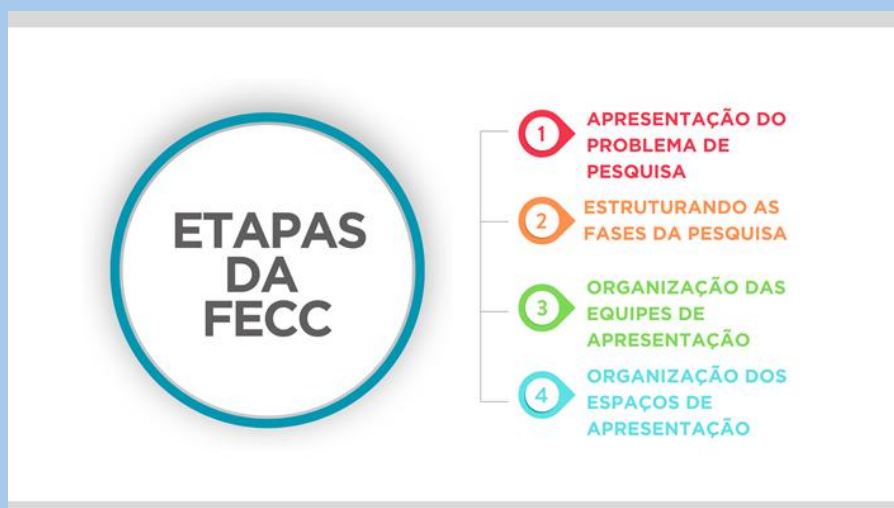 ETAPAS
DA
FECC
1
APRESENTAÇÃO DO
PROBLEMA DE
PESQUISA
2
ESTRUTURANDO AS
FASES DA PESQUISA
3
ORGANIZAÇÃO DAS
EQUIPES DE
APRESENTAÇÃO
4
ORGANIZAÇÃO DOS
ESPAÇOS DE
APRESENTAÇÃO